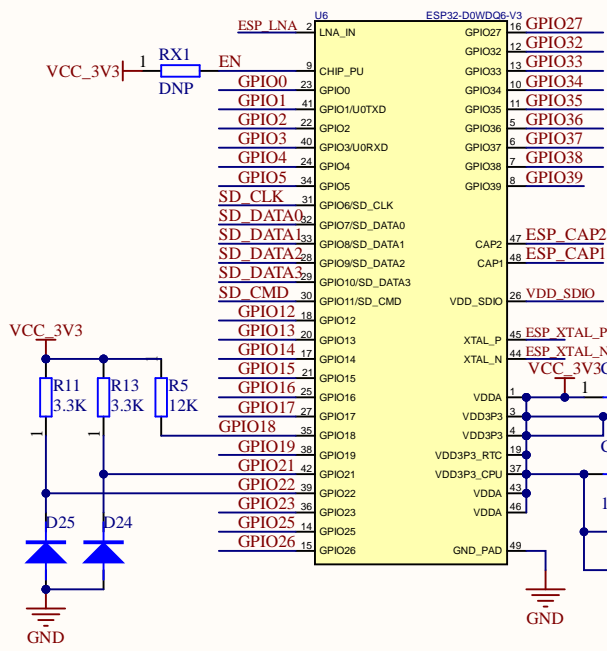 U6 ESP32-D0WDQ6-V3
ESP_LNA 2 LNA_IN GPIO27 16 GPIO27
GPIO32 12 GPIO32
VCC_3V3 1 RX1 DNP EN 9 CHIP_PU GPIO33 13 GPIO33
GPIO0 23 GPIO0 GPIO34 10 GPIO34
GPIO1 41 GPIO1/U0TXD GPIO35 11 GPIO35
GPIO2 22 GPIO2 GPIO36 5 GPIO36
GPIO3 40 GPIO3/U0RXD GPIO37 6 GPIO37
GPIO4 24 GPIO4 GPIO38 7 GPIO38
GPIO5 34 GPIO5 GPIO39 8 GPIO39
SD_CLK 31 GPIO6/SD_CLK
SD_DATA0 32 GPIO7/SD_DATA0
SD_DATA1 33 GPIO8/SD_DATA1 CAP2 47 ESP_CAP2
SD_DATA2 28 GPIO9/SD_DATA2 CAP1 48 ESP_CAP1
SD_DATA3 29 GPIO10/SD_DATA3
SD_CMD 30 GPIO11/SD_CMD VDD_SDIO 26 VDD_SDIO
GPIO12 18 GPIO12
VCC_3V3 GPIO13 20 GPIO13 XTAL_P 45 ESP_XTAL_P
GPIO14 17 GPIO14 XTAL_N 44 ESP_XTAL_N
GPIO15 21 GPIO15 VCC_3V3
R11 R13 R5 GPIO16 25 GPIO16 VDDA 1 1
3.3K 3.3K 12K GPIO17 27 GPIO17 VDD3P3 3
1 1 GPIO18 35 GPIO18 VDD3P3 4
GPIO19 38 GPIO19 VDD3P3_RTC 19
GPIO21 42 GPIO21 VDD3P3_CPU 37
GPIO22 39 GPIO22 VDDA 43
GPIO23 36 GPIO23 VDDA 46
D25 D24 GPIO25 14 GPIO25
GPIO26 15 GPIO26 GND_PAD 49
GND GND